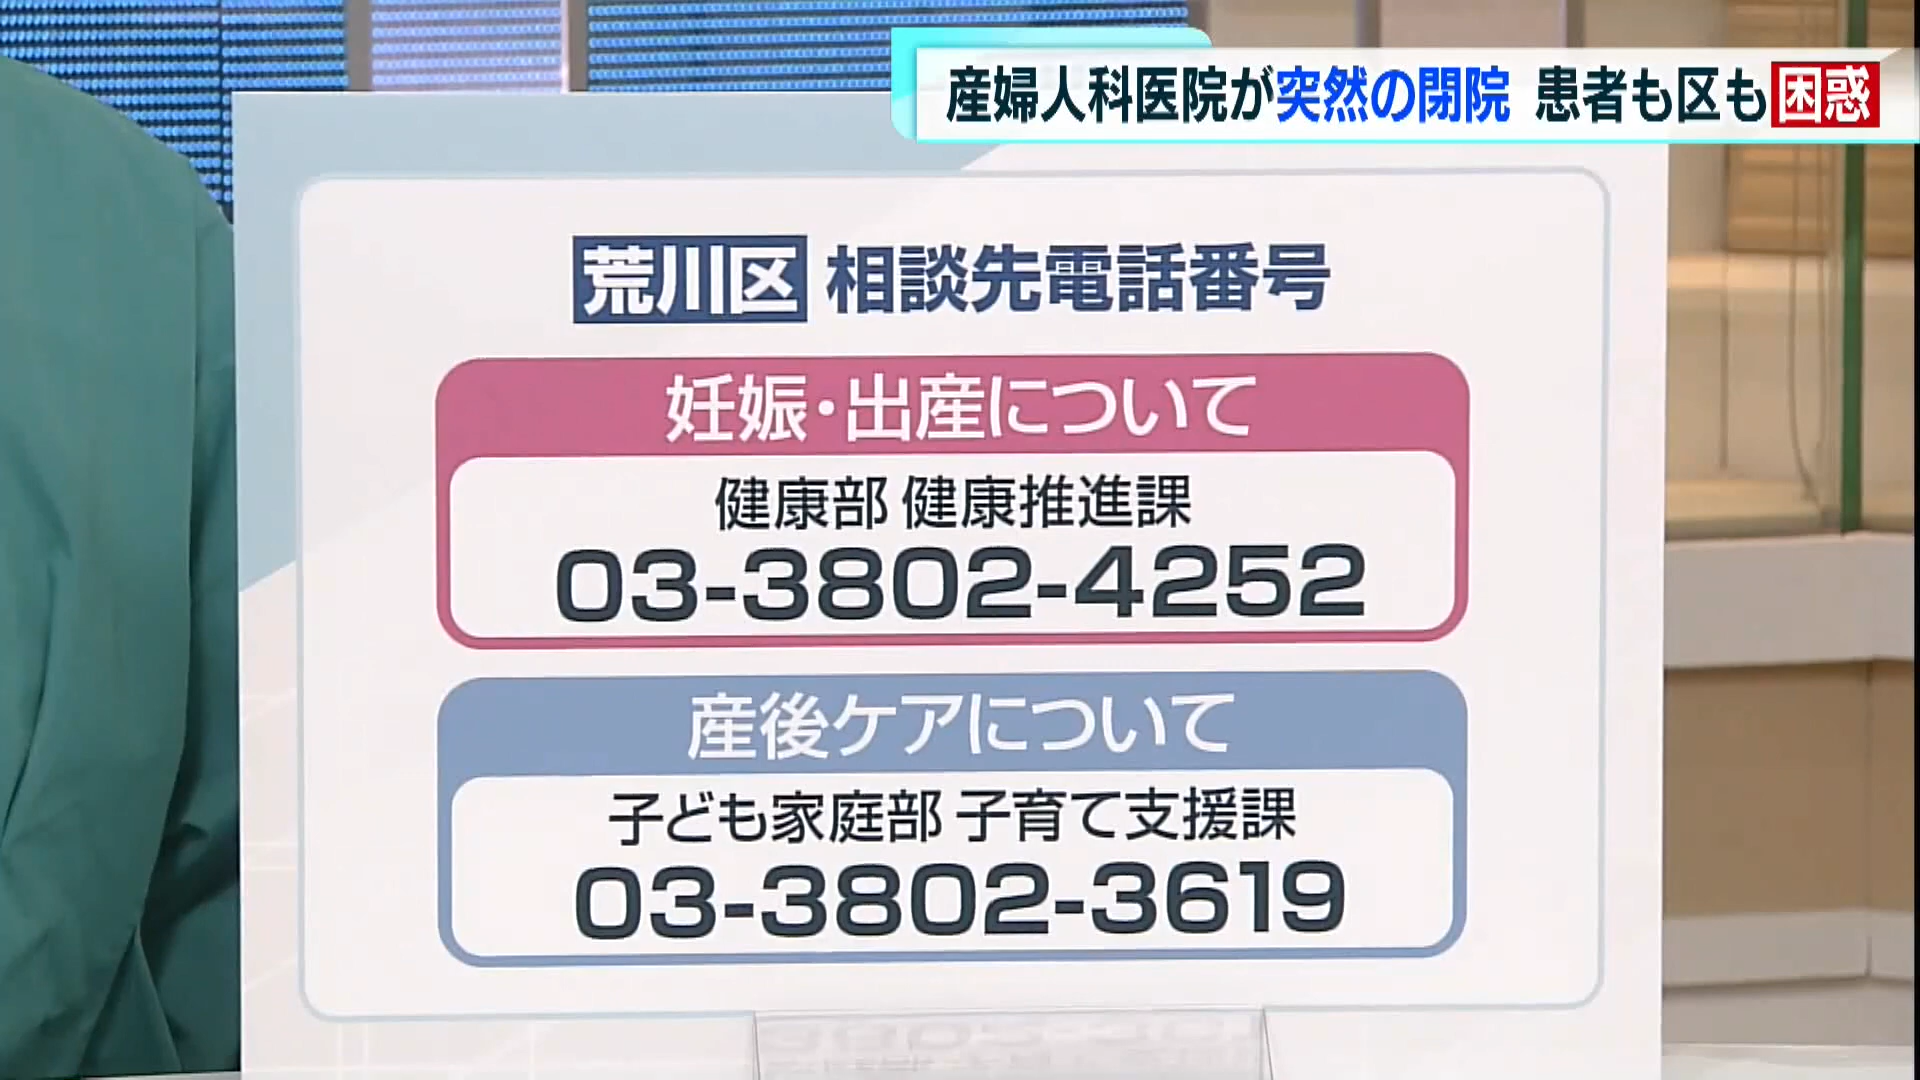 産婦人科医院が突然の閉院 患者も区も困惑
荒川区 相談先電話番号
妊娠・出産について
健康部 健康推進課
03-3802-4252
産後ケアについて
子ども家庭部 子育て支援課
03-3802-3619